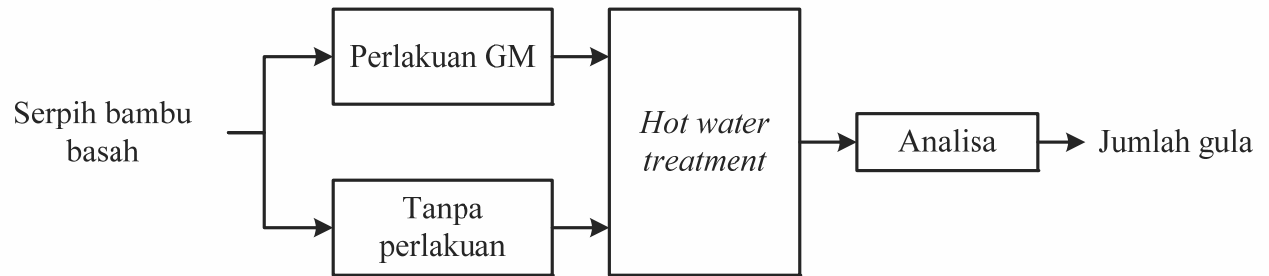 Serpih bambu
basah
Perlakuan GM
Tanpa
perlakuan
Hot water
treatment
Analisa
Jumlah gula